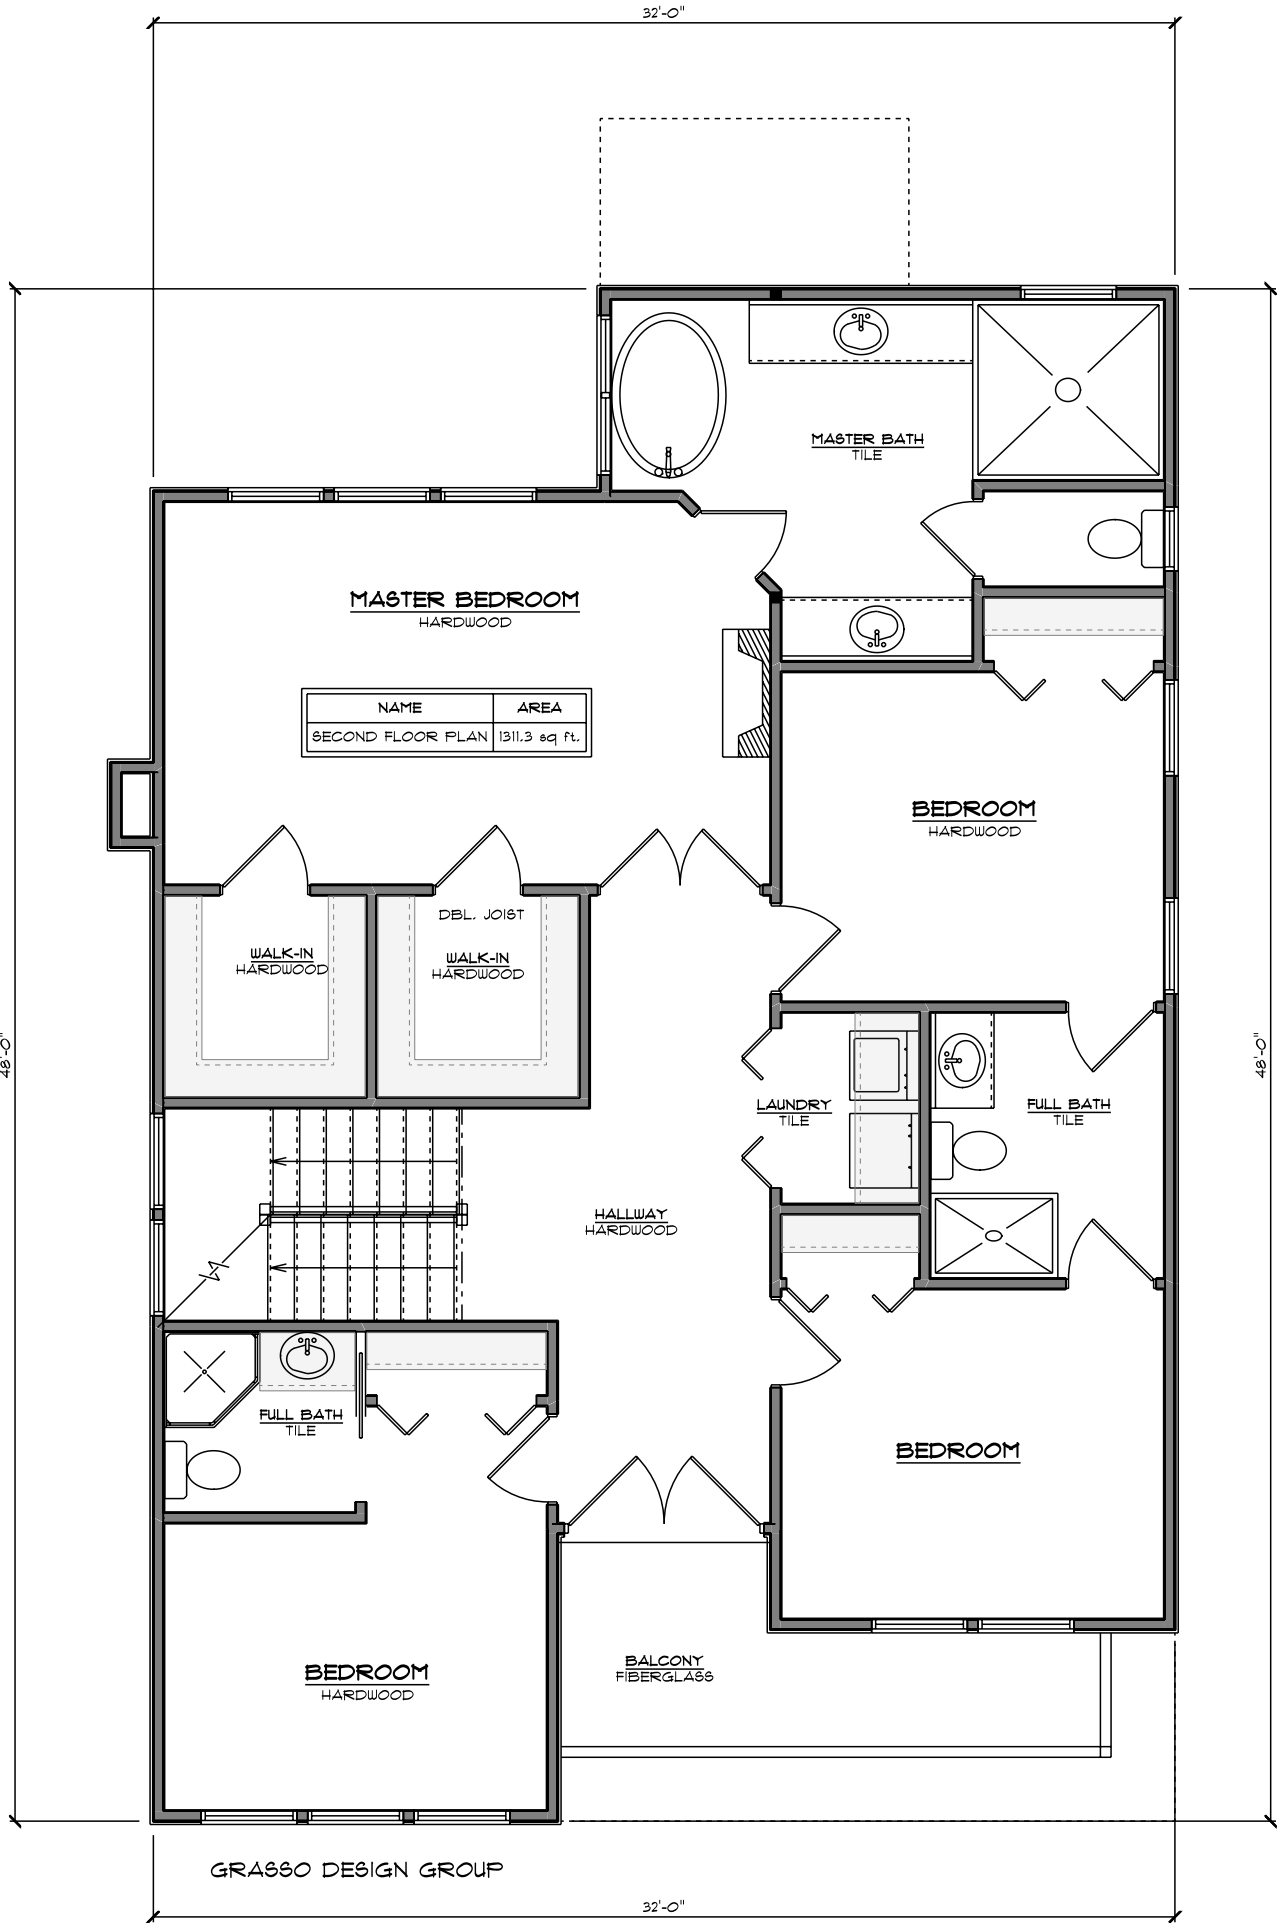 32'-0"
MASTER BATH
TILE
MASTER BEDROOM
HARDWOOD
NAME AREA
SECOND FLOOR PLAN 1311.3 sq ft.
BEDROOM
HARDWOOD
DBL. JOIST
WALK-IN
HARDWOOD
WALK-IN
HARDWOOD
48'-0"
48'-0"
LAUNDRY
TILE
FULL BATH
TILE
HALLWAY
HARDWOOD
FULL BATH
TILE
BEDROOM
BALCONY
FIBERGLASS
BEDROOM
HARDWOOD
GRASSO DESIGN GROUP
32'-0"